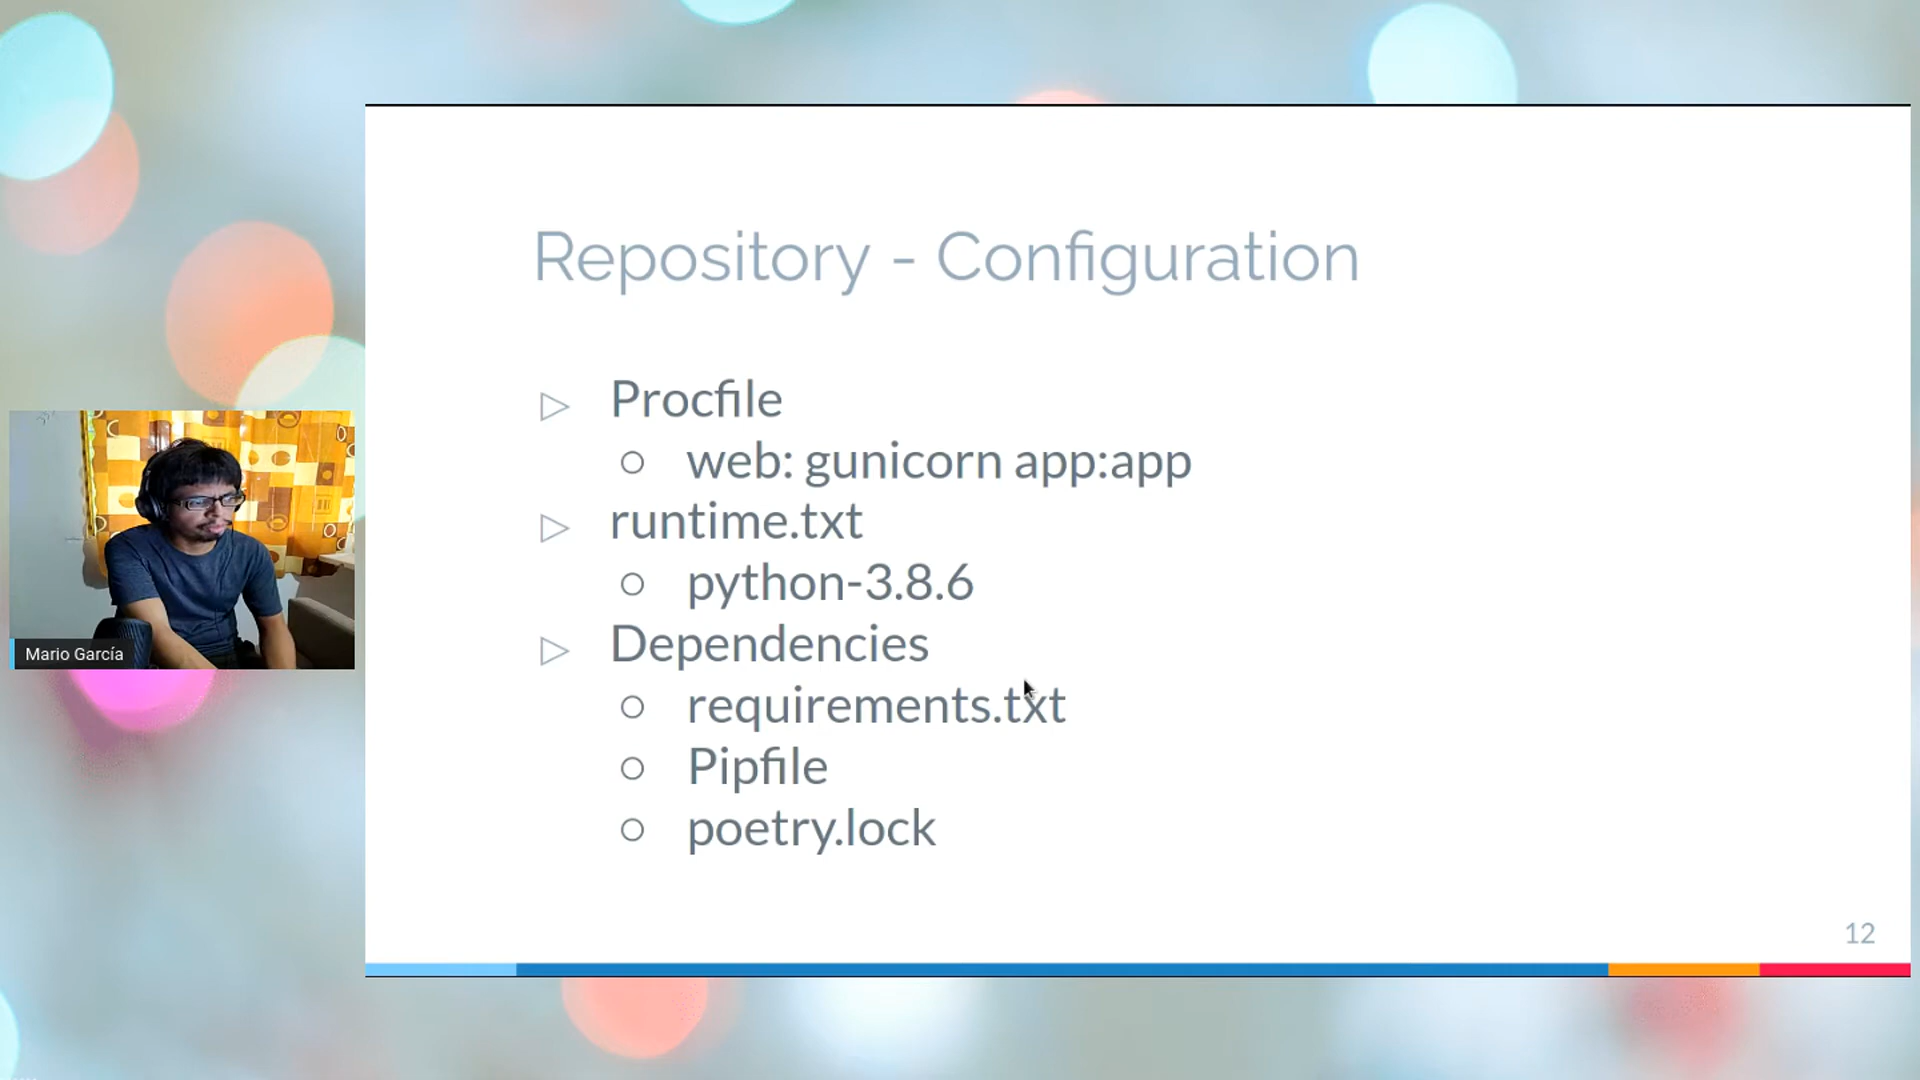 Repository - Configuration
Procfile
web: gunicorn app:app
runtime.txt
python-3.8.6
Dependencies
requirements.txt
Pipfile
poetry.lock
12
Mario García